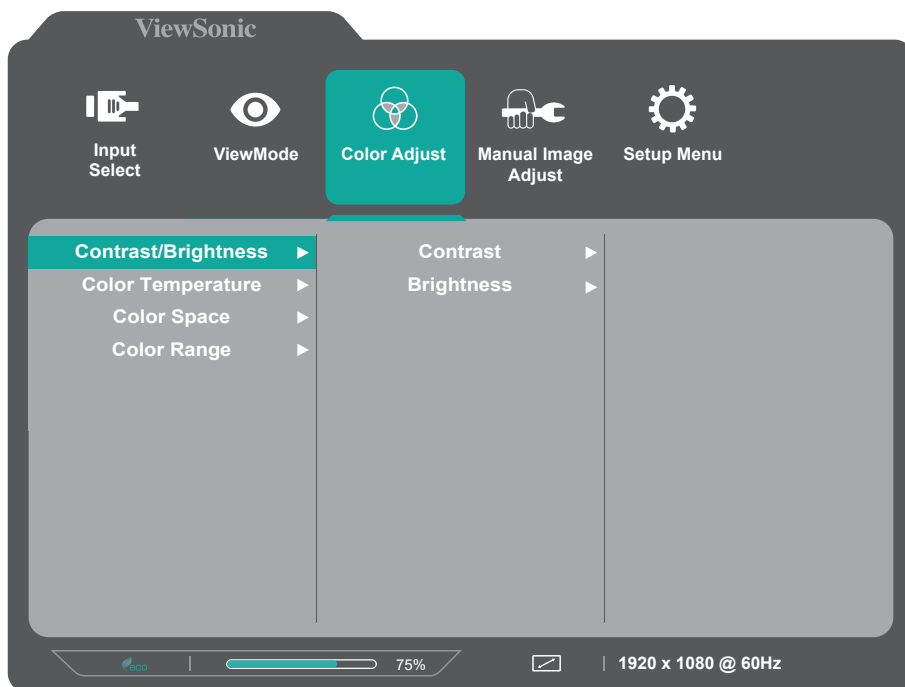 ViewSonic
Input
Select
ViewMode
Color Adjust
Manual Image
Adjust
Setup Menu
Contrast/Brightness
Color Temperature
Color Space
Color Range
Contrast
Brightness
eco
75%
1920 x 1080 @ 60Hz